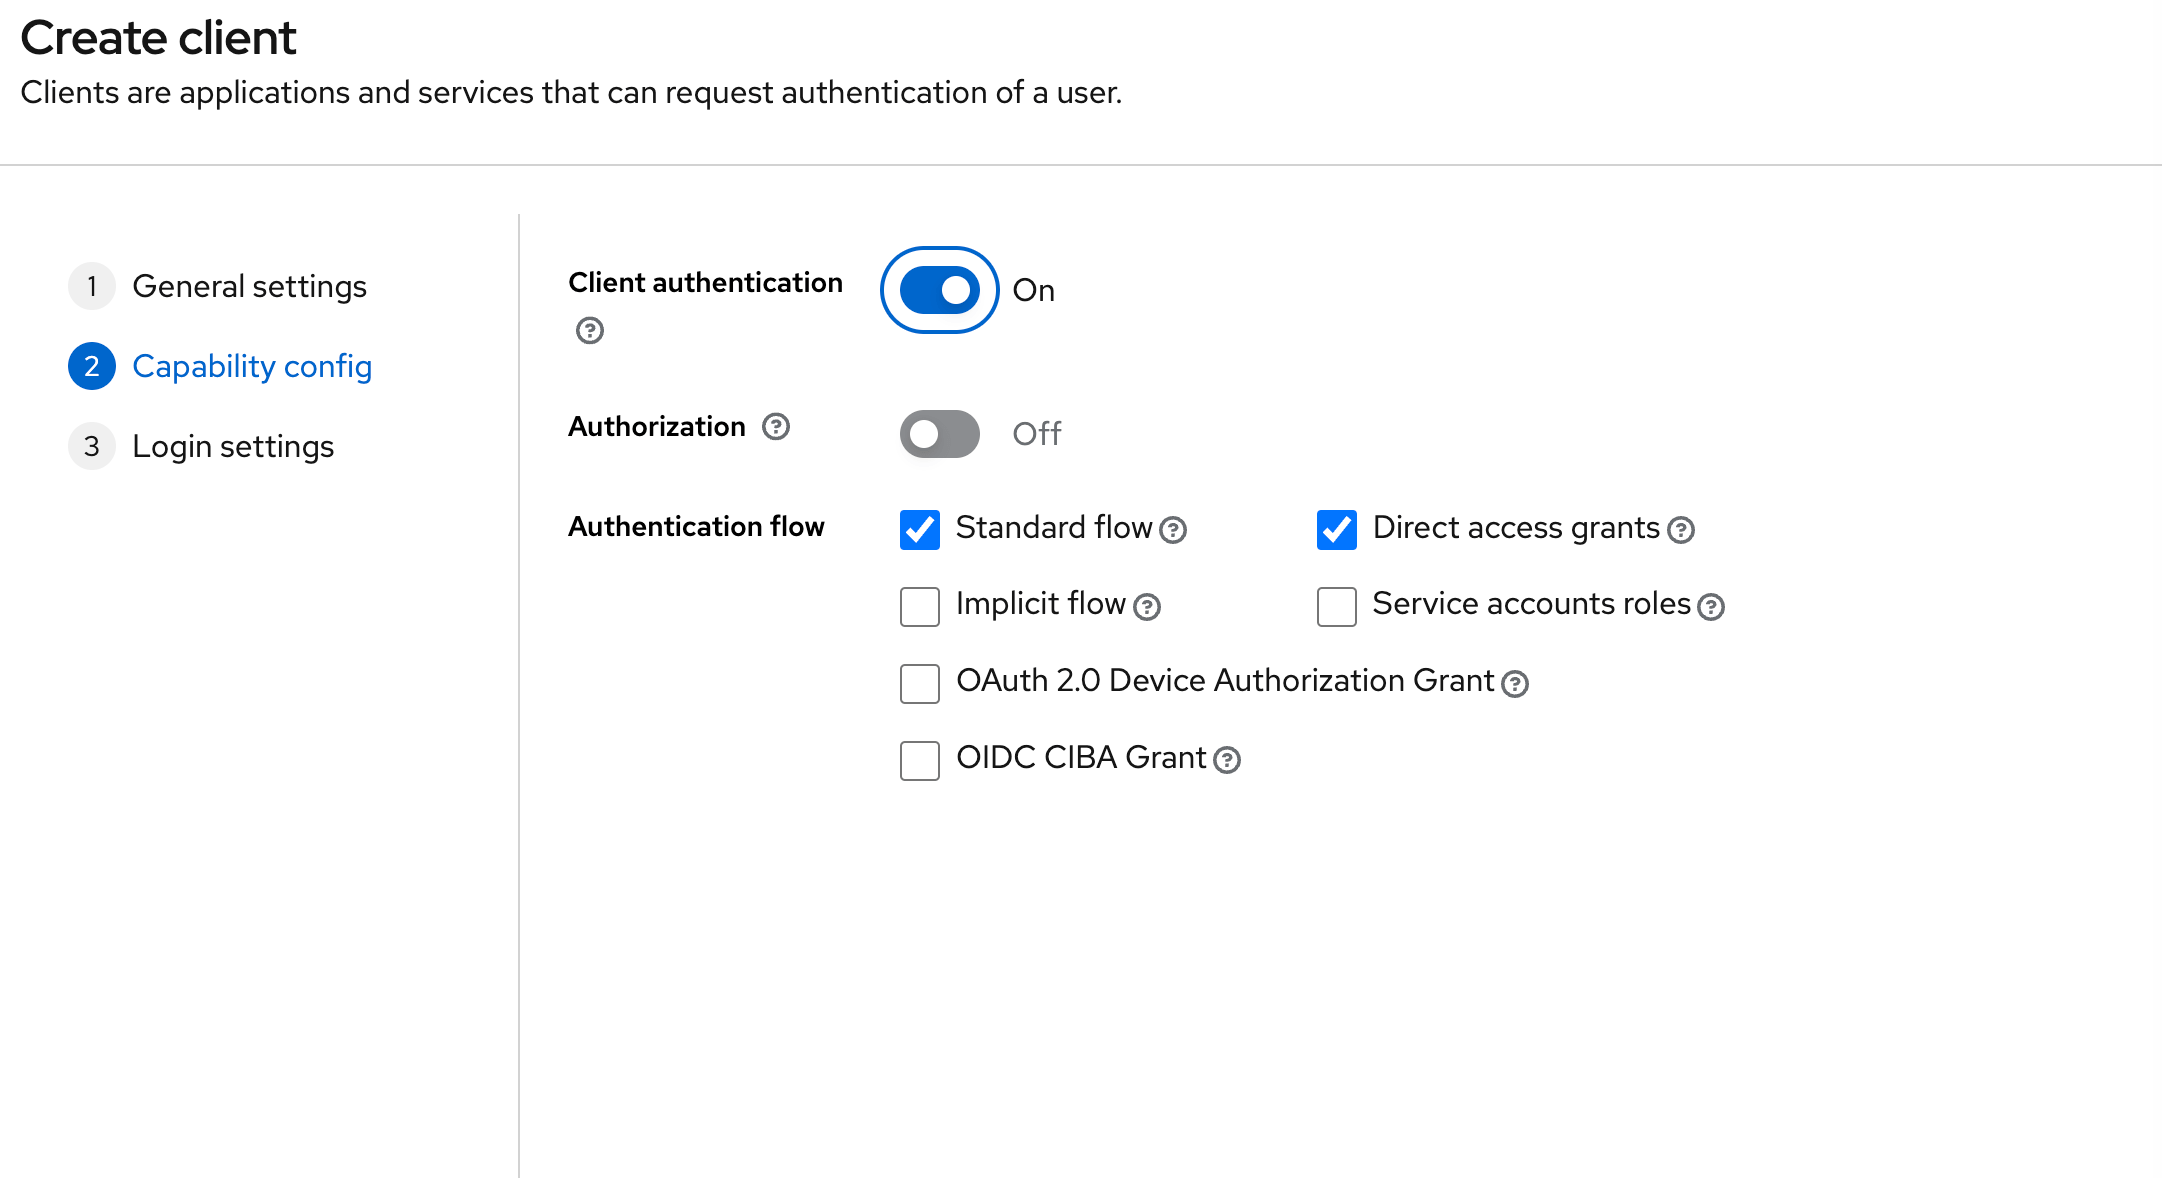 Create client
Clients are applications and services that can request authentication of a user.
1 General settings
2 Capability config
3 Login settings
Client authentication ? On
Authorization ? Off
Authentication flow
Standard flow ? Direct access grants ?
Implicit flow ? Service accounts roles ?
OAuth 2.0 Device Authorization Grant ?
OIDC CIBA Grant ?